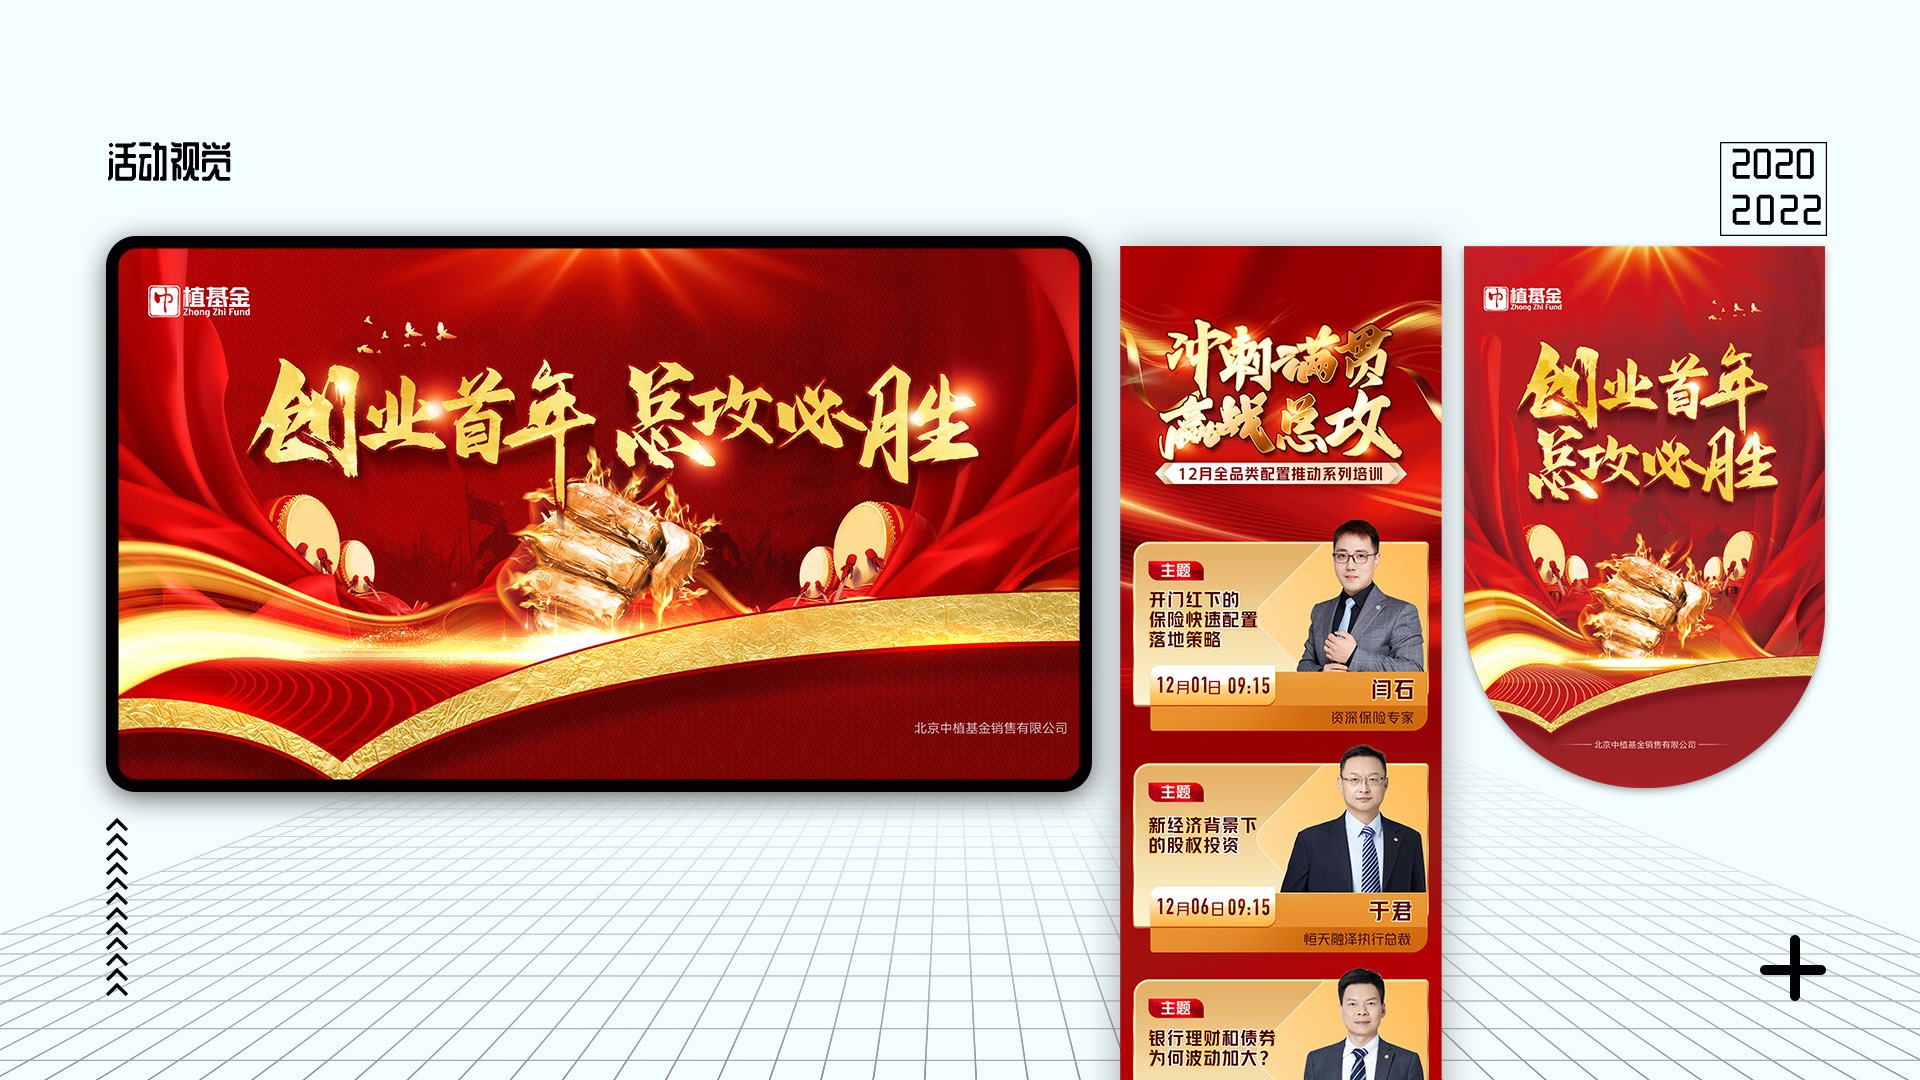 活动视觉
2020
2022
中植基金
Zhong Zhi Fund
创业首年 总攻必胜
北京中植基金销售有限公司
冲刺满贯
赢战总攻
12月全品类配置推动系列培训
主题
开门红下的
保险快速配置
落地策略
12月01日 09:15
闫石
资深保险专家
主题
新经济背景下
的股权投资
12月06日 09:15
于君
恒天融泽执行总裁
主题
银行理财和债券
为何波动加大?
中植基金
Zhong Zhi Fund
创业首年
总攻必胜
北京中植基金销售有限公司